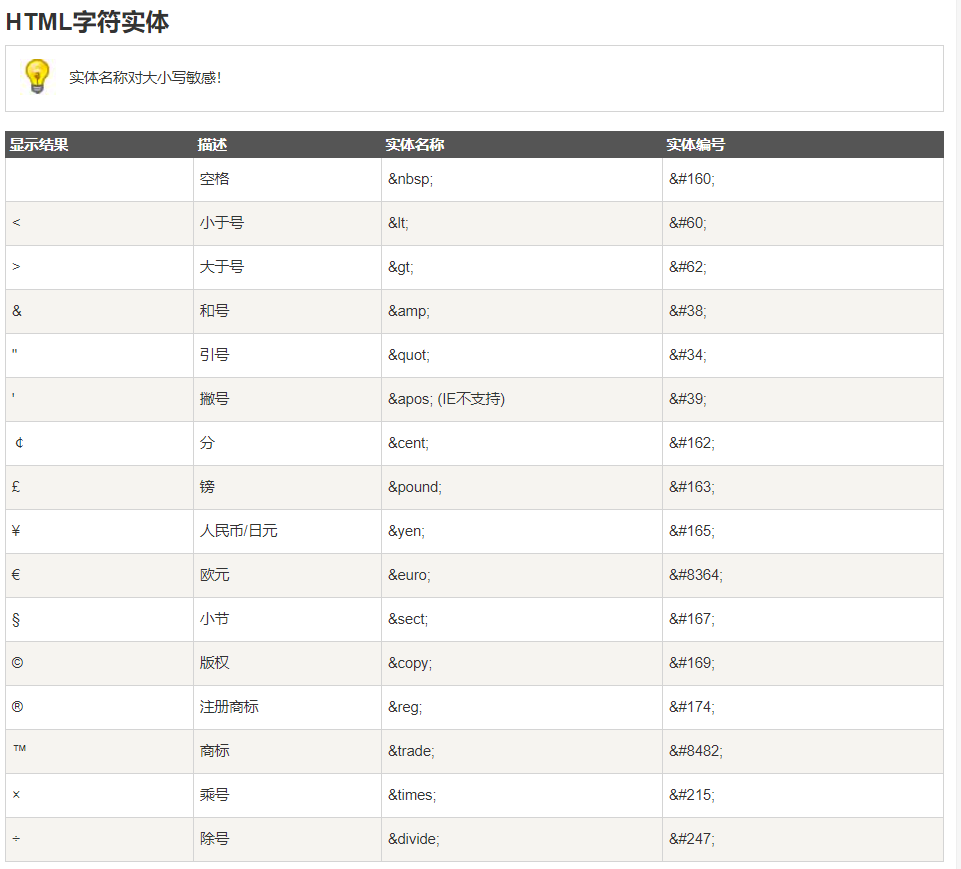 HTML字符实体
实体名称对大小写敏感!
显示结果 描述 实体名称 实体编号
空格 &nbsp; &#160;
< 小于号 &lt; &#60;
> 大于号 &gt; &#62;
& 和号 &amp; &#38;
" 引号 &quot; &#34;
' 撇号 &apos; (IE不支持) &#39;
￠ 分 &cent; &#162;
£ 镑 &pound; &#163;
¥ 人民币/日元 &yen; &#165;
€ 欧元 &euro; &#8364;
§ 小节 &sect; &#167;
© 版权 &copy; &#169;
® 注册商标 &reg; &#174;
™ 商标 &trade; &#8482;
× 乘号 &times; &#215;
÷ 除号 &divide; &#247;